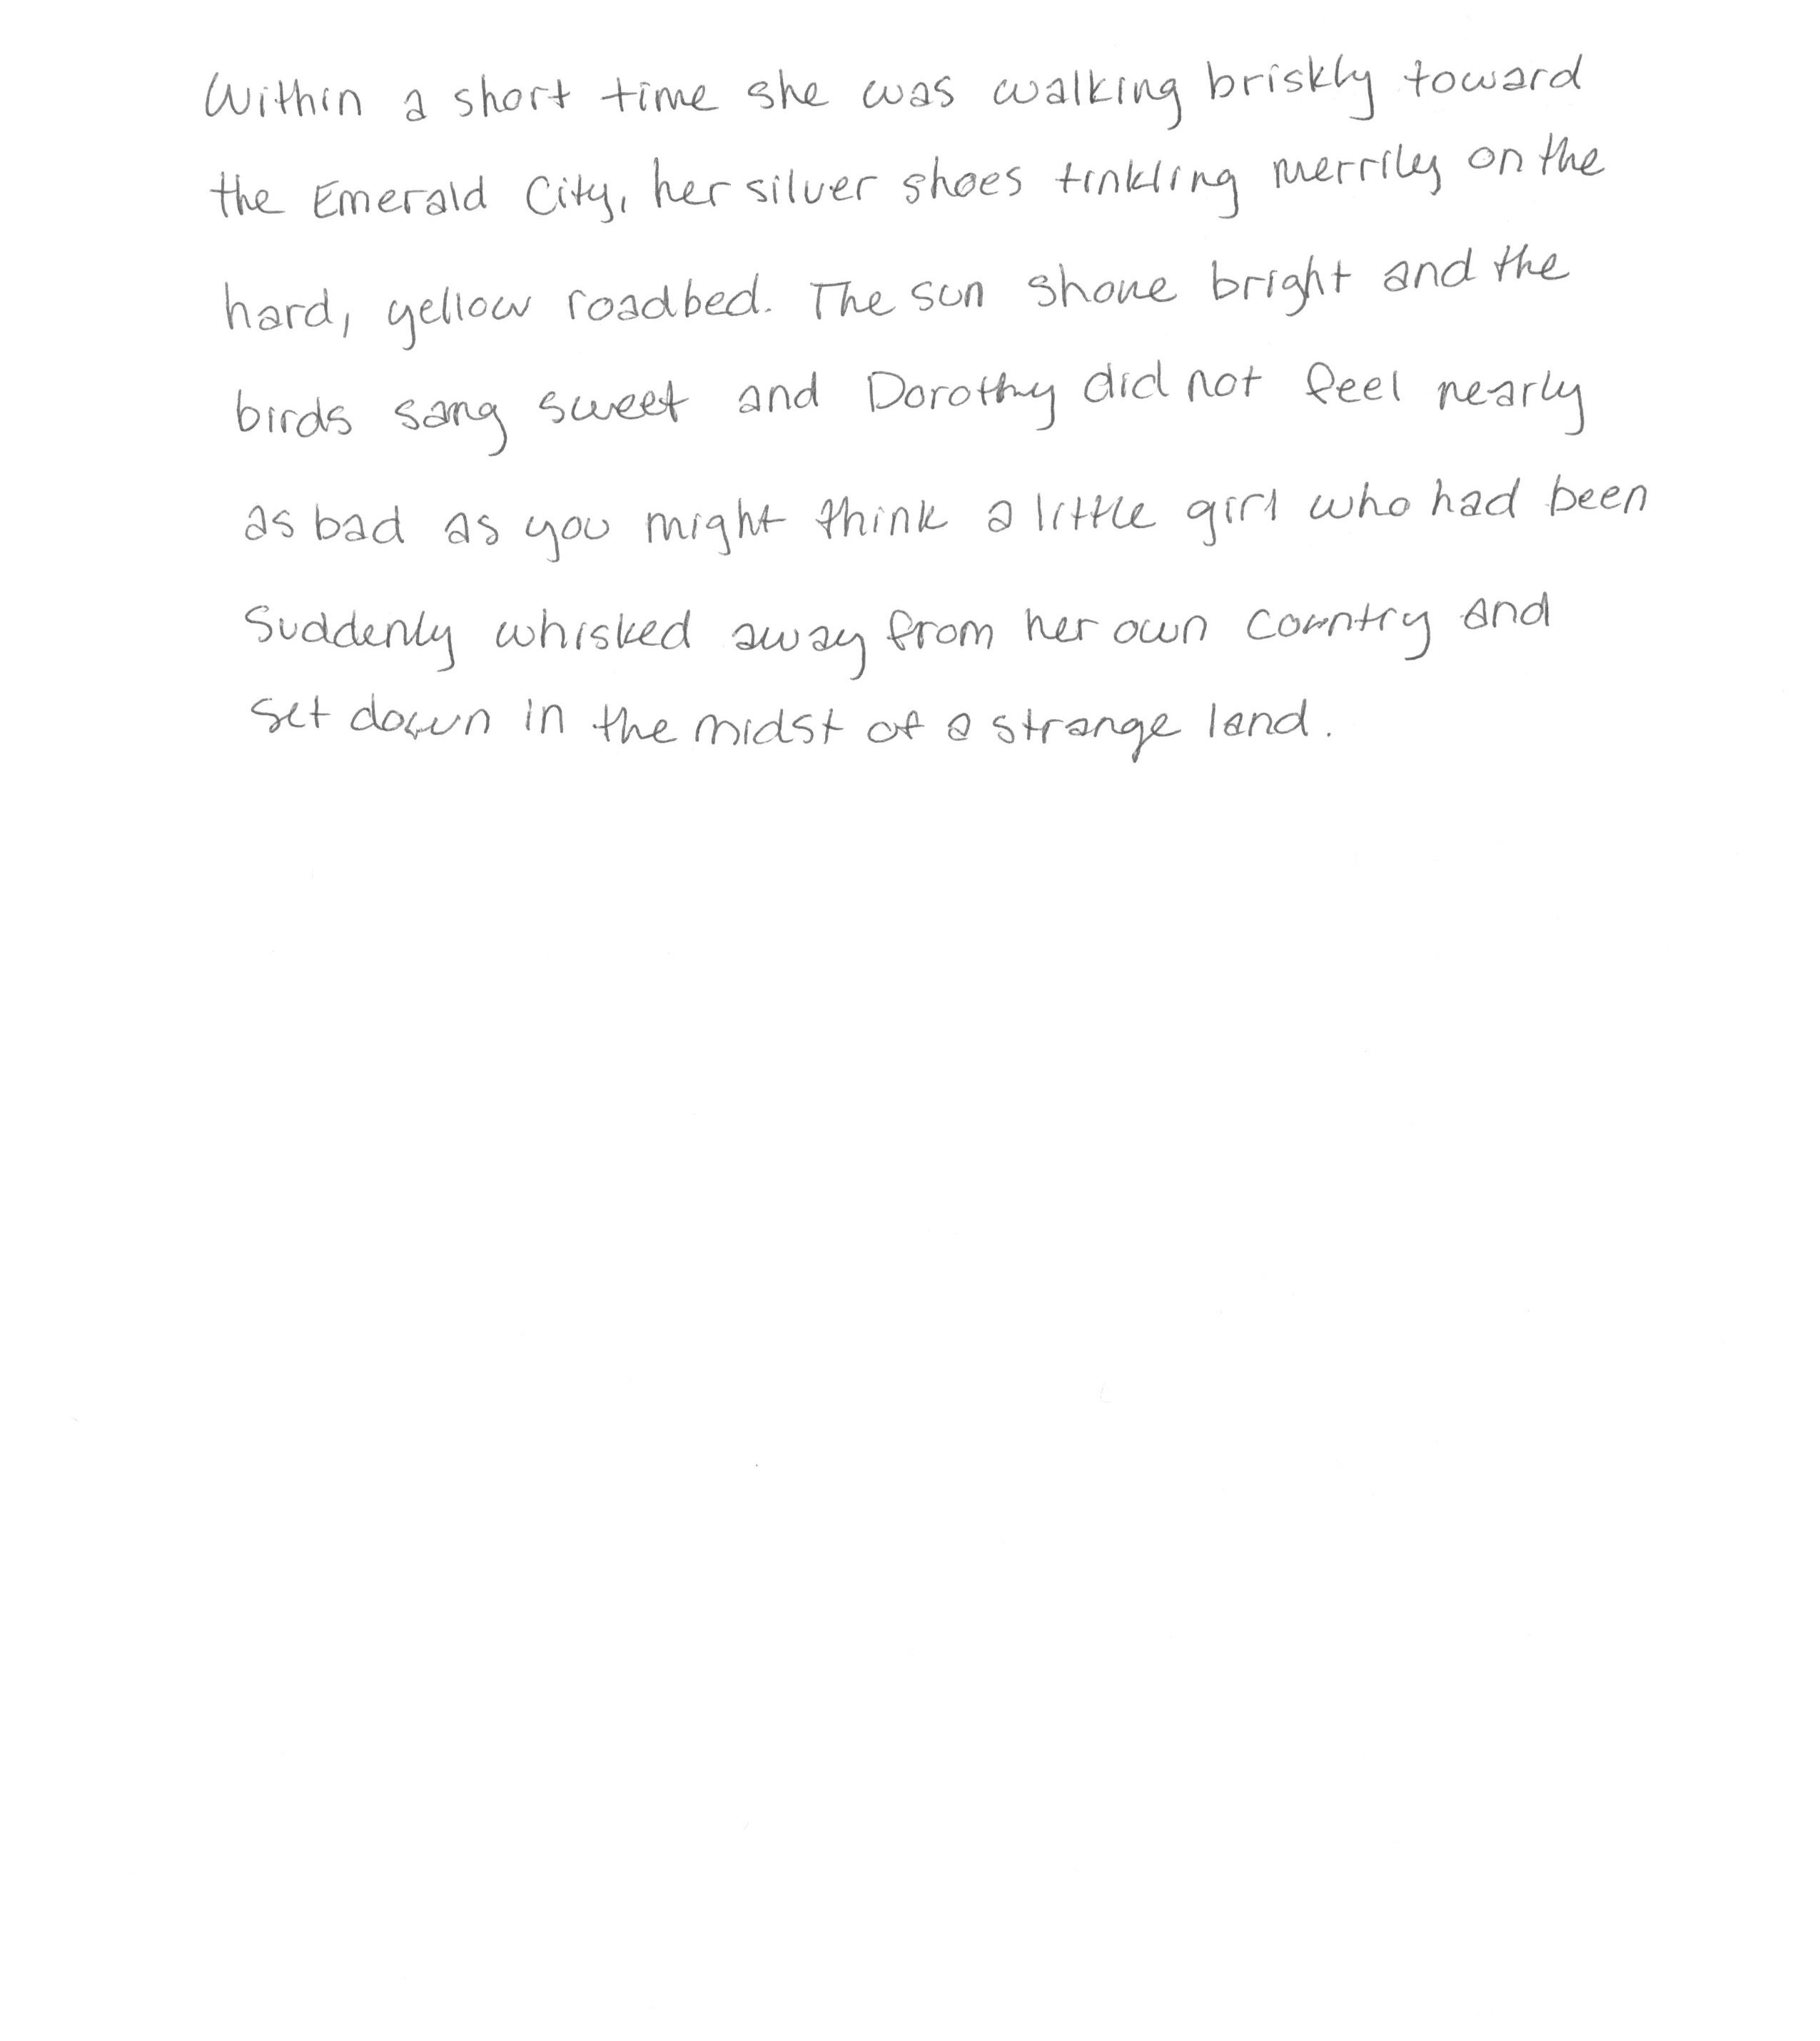 Within a short time she was walking briskly toward
the Emerald City, her silver shoes tinkling merrily on the
hard, yellow roadbed. The sun shone bright and the
birds sang sweet and Dorothy did not feel nearly
as bad as you might think a little girl who had been
suddenly whisked away from her own country and
set down in the midst of a strange land.